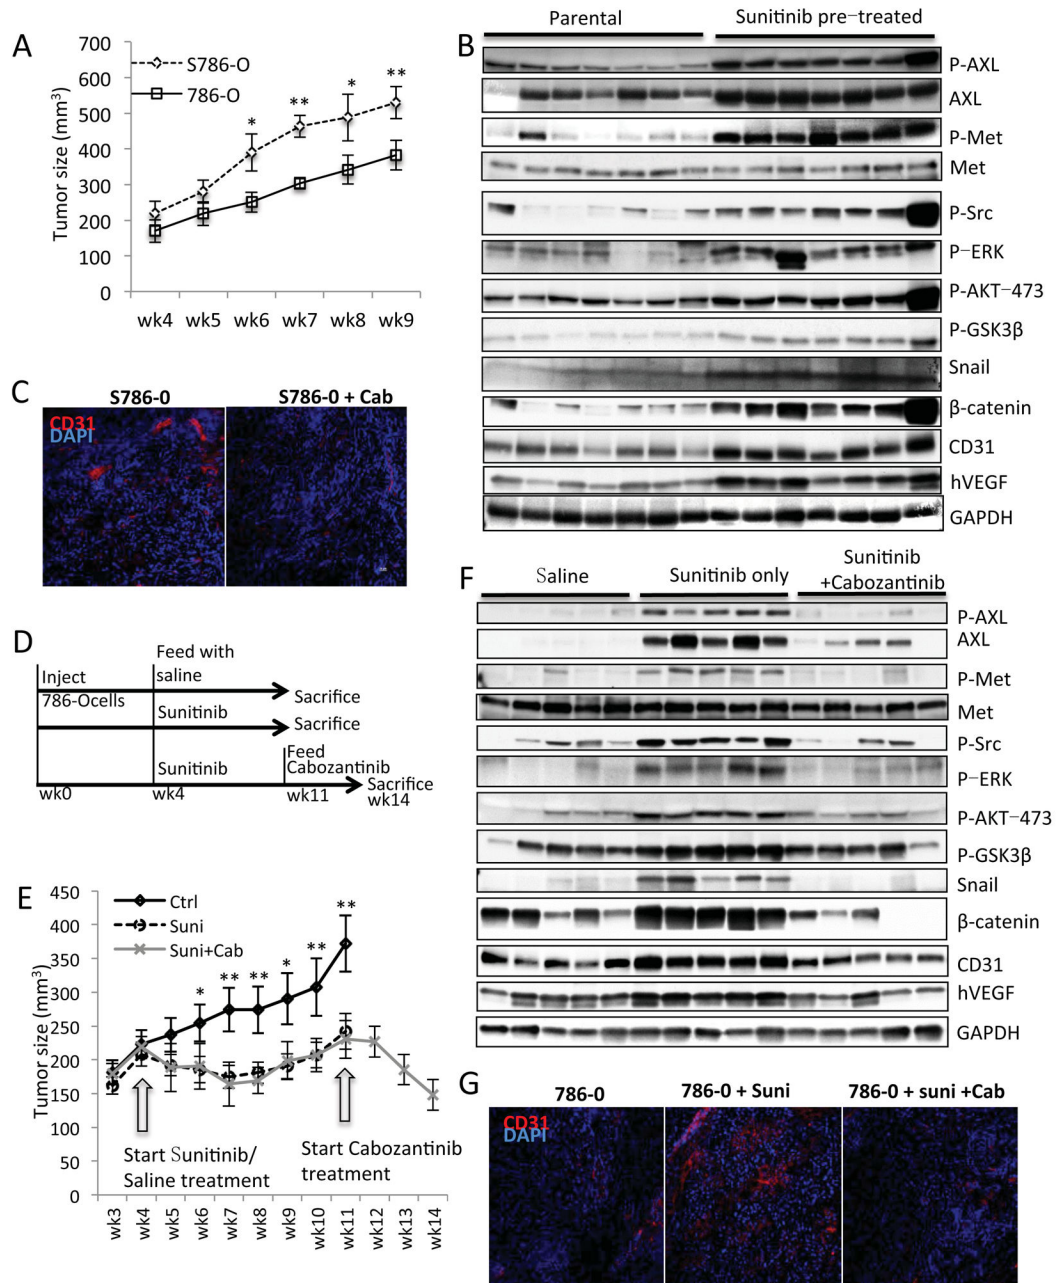 A
700
600
500
400
300
200
100
0
Tumor size (mm³)
S786-O
786-O
*
**
*
**
wk4 wk5 wk6 wk7 wk8 wk9
B
Parental
Sunitinib pre-treated
P-AXL
AXL
P-Met
Met
P-Src
P-ERK
P-AKT-473
P-GSK3β
Snail
β-catenin
CD31
hVEGF
GAPDH
C
S786-0
S786-0 + Cab
CD31
DAPI
D
Inject
786-Ocells
Feed with
saline
Sacrifice
Sunitinib
Sacrifice
Sunitinib
Feed
Cabozantinib
Sacrifice
wk0
wk4
wk11
wk14
E
450
400
350
300
250
200
150
100
50
0
Tumor size (mm³)
Ctrl
Suni
Suni+Cab
*
**
**
*
**
**
Start Sunitinib/
Saline treatment
Start Cabozantinib
treatment
wk3 wk4 wk5 wk6 wk7 wk8 wk9 wk10 wk11 wk12 wk13 wk14
F
Saline
Sunitinib only
Sunitinib
+Cabozantinib
P-AXL
AXL
P-Met
Met
P-Src
P-ERK
P-AKT-473
P-GSK3β
Snail
β-catenin
CD31
hVEGF
GAPDH
G
786-0
786-0 + Suni
786-0 + suni +Cab
CD31
DAPI